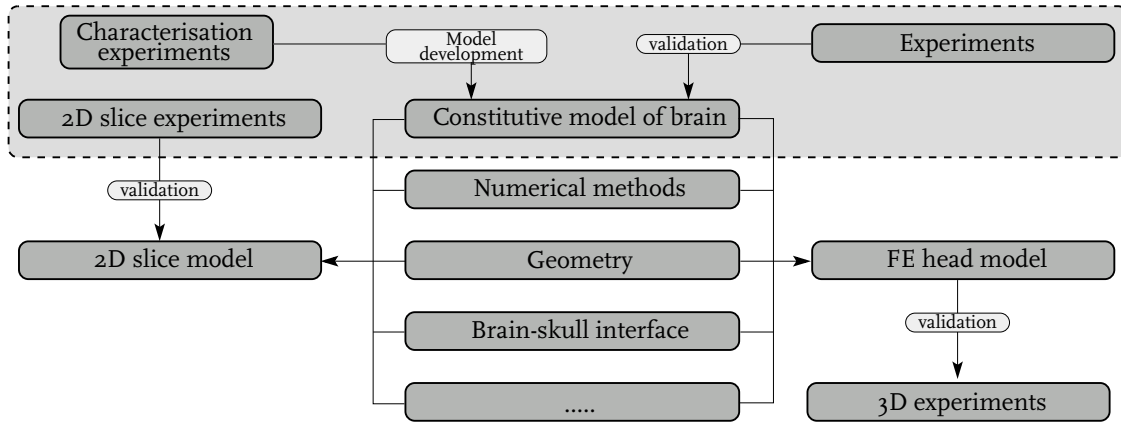 Characterisation
experiments
Model
development
validation
Experiments
2D slice experiments
Constitutive model of brain
validation
Numerical methods
2D slice model
Geometry
FE head model
Brain-skull interface
validation
.....
3D experiments